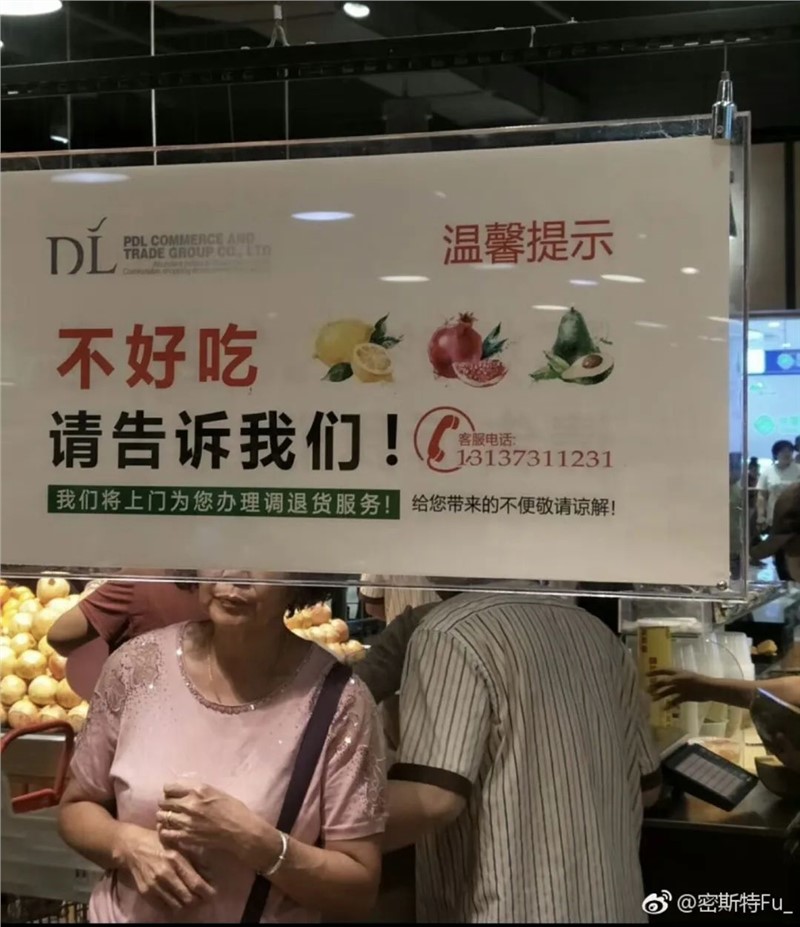 DL
PDL COMMERCE AND
TRADE GROUP CO., LTD
温馨提示
不好吃
请告诉我们！
客服电话:
13137311231
我们将上门为您办理调退货服务！
给您带来的不便敬请谅解！
@密斯特Fu_